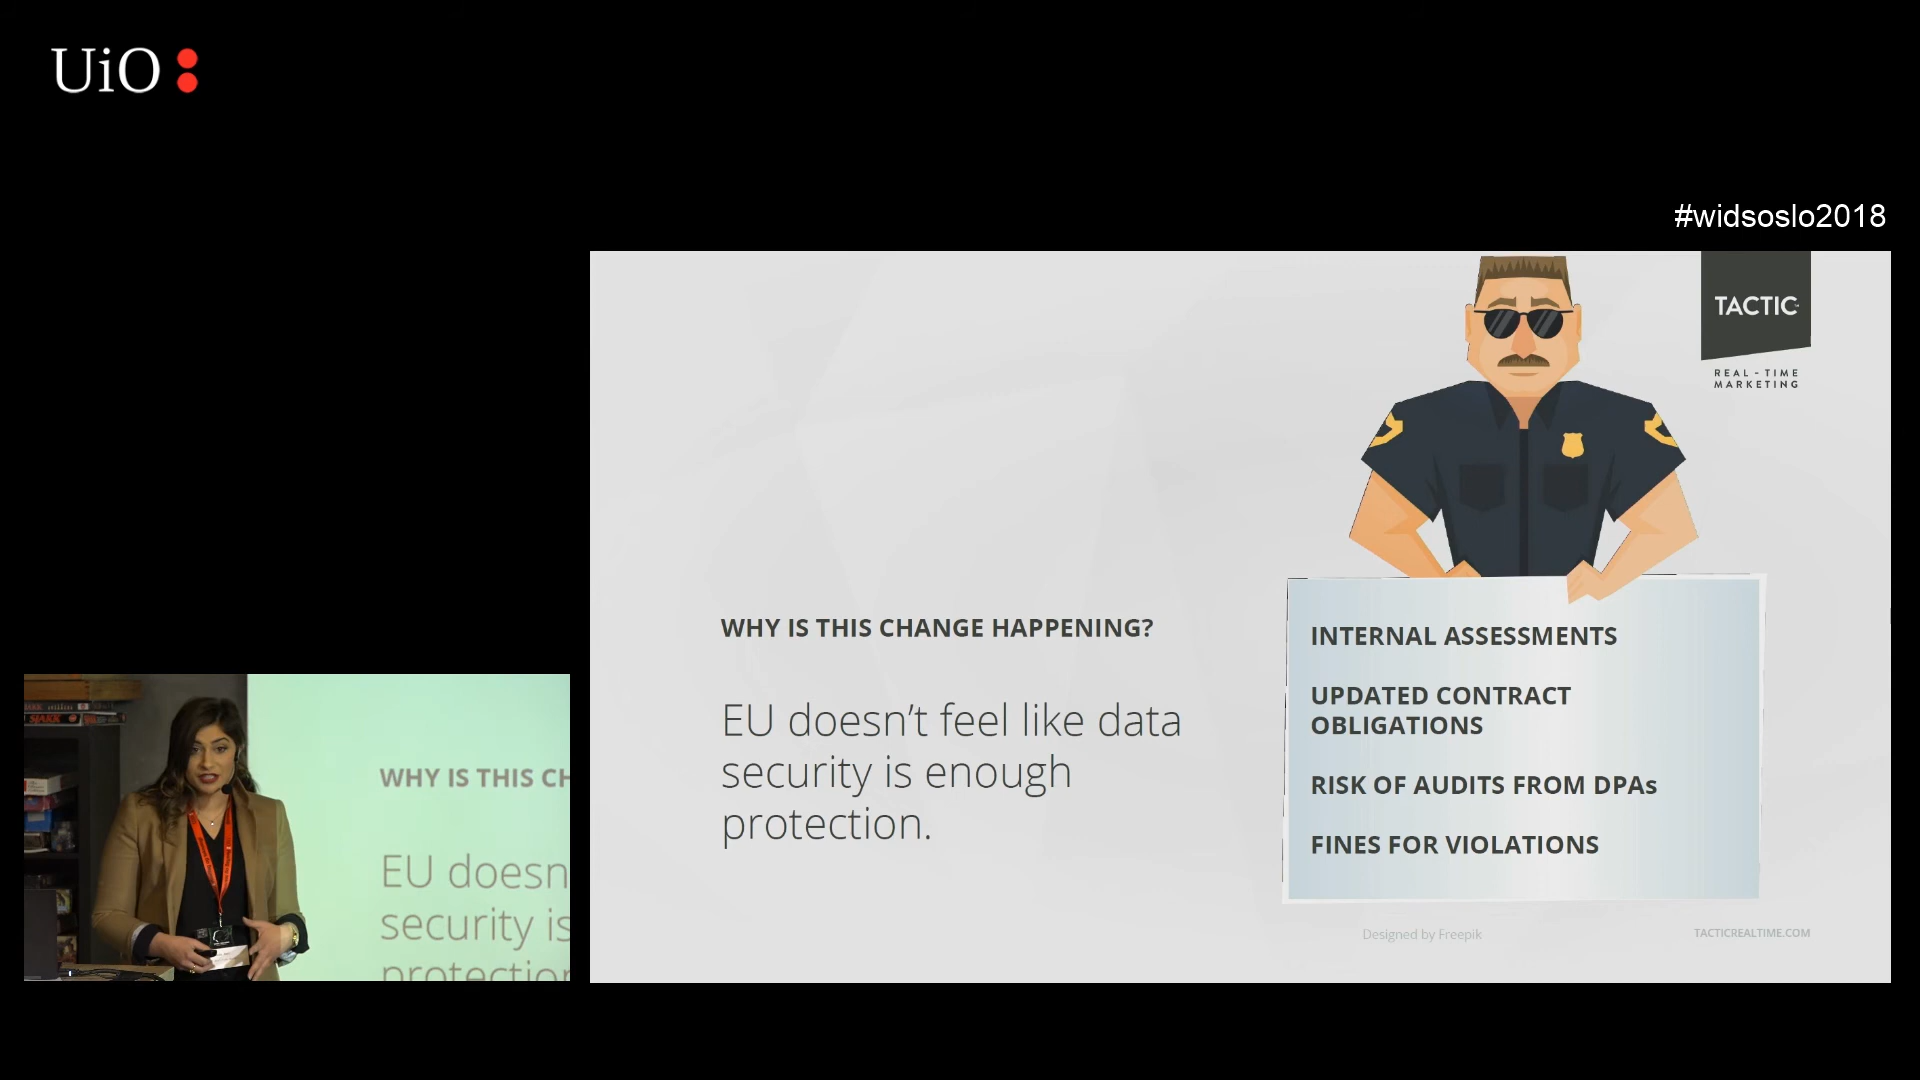 UiO
#widsoslo2018
TACTIC
REAL - TIME
MARKETING
WHY IS THIS CHANGE HAPPENING?
EU doesn't feel like data
security is enough
protection.
INTERNAL ASSESSMENTS
UPDATED CONTRACT
OBLIGATIONS
RISK OF AUDITS FROM DPAs
FINES FOR VIOLATIONS
Designed by Freepik
TACTICREALTIME.COM
SJAKK
WHY IS THIS CH
EU doesn
security is
protection